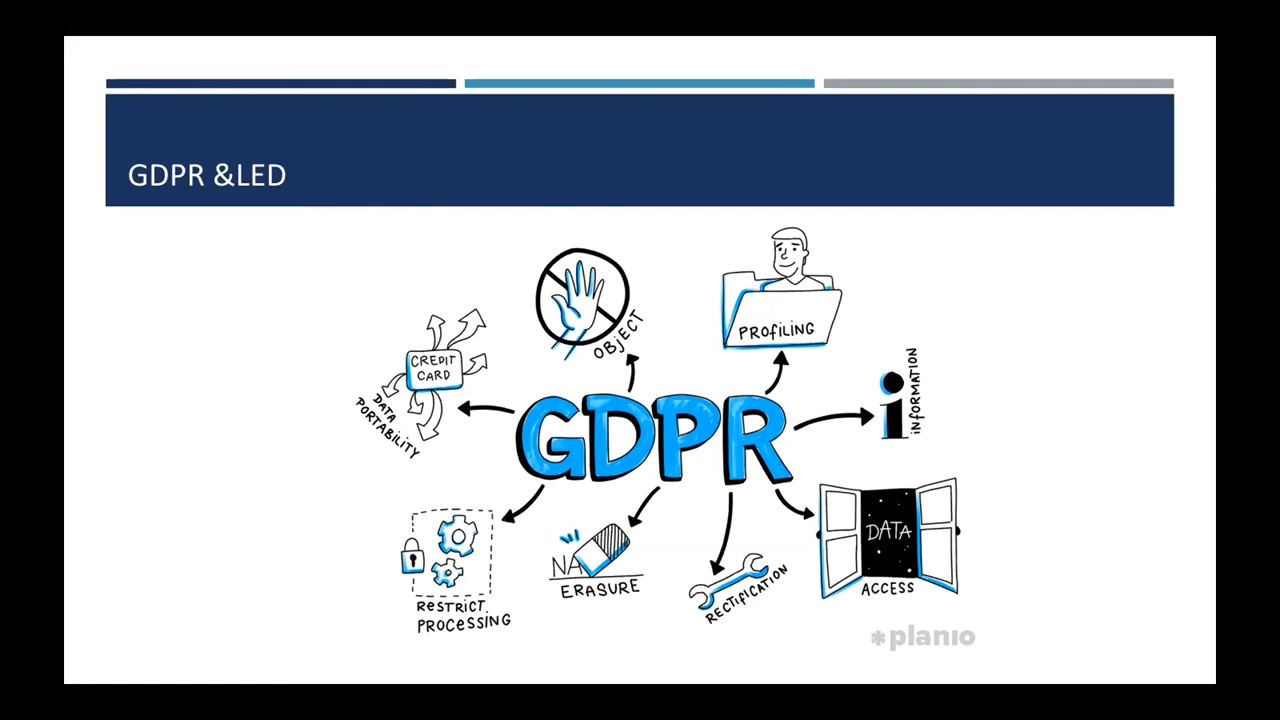 GDPR &LED
OBJECT
PROFILING
CREDIT
CARD
DATA
PORTABILITY
INFORMATION
GDPR
DATA
ACCESS
NA
ERASURE
RECTIFICATION
RESTRICT
PROCESSING
*planio